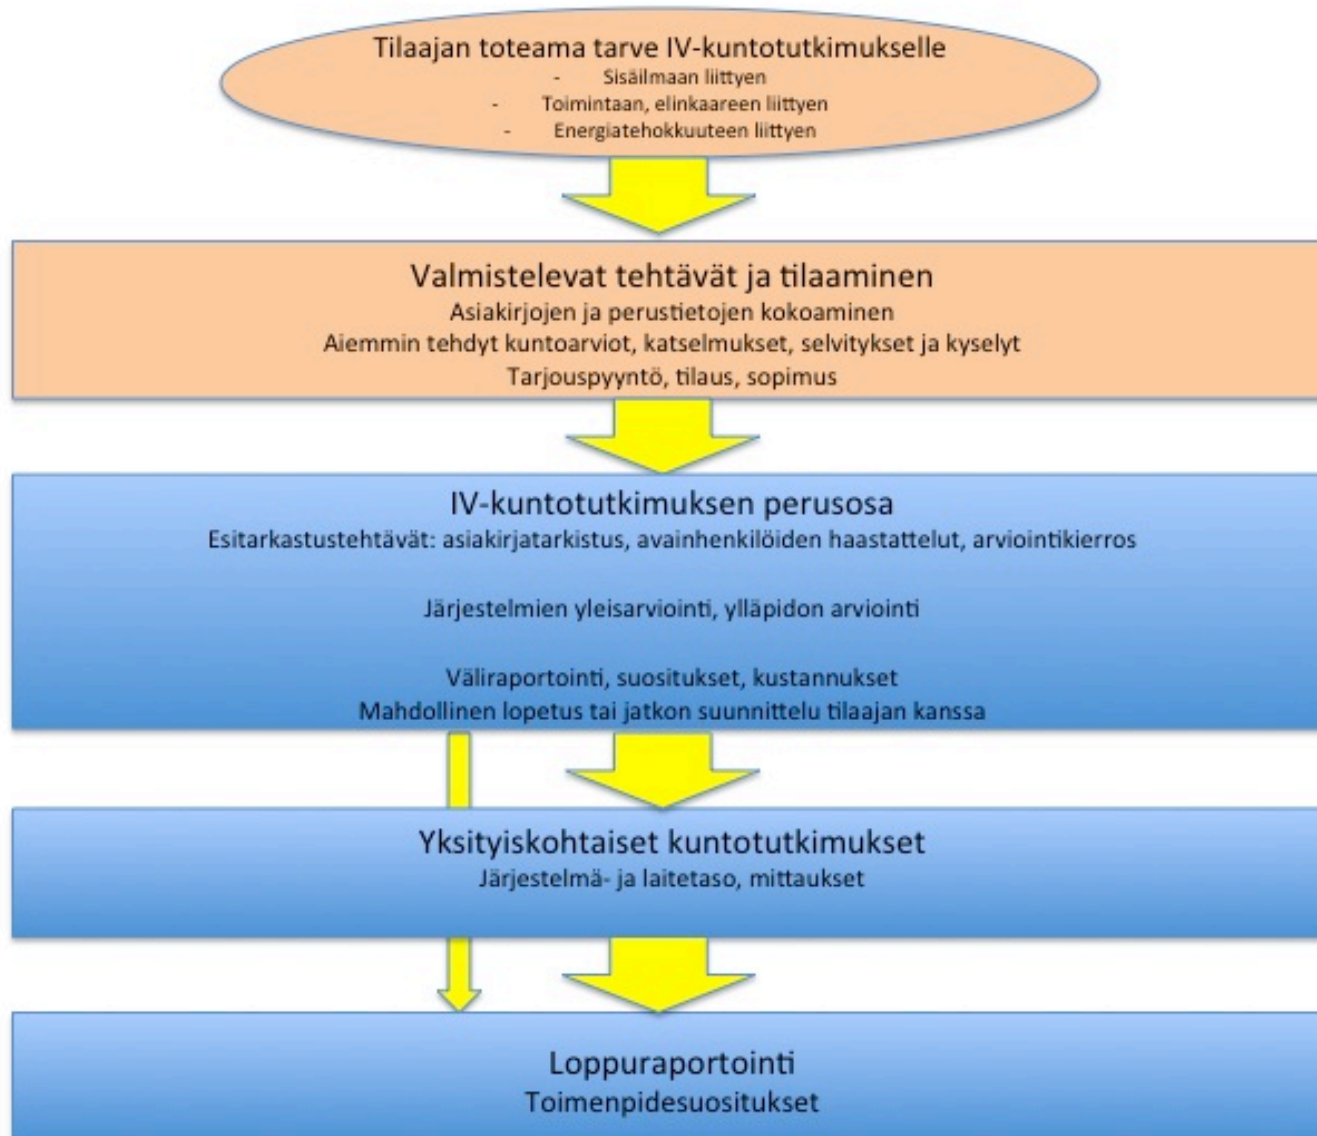 Tilaajan toteama tarve IV-kuntotutkimukselle
- Sisäilmaan liittyen
- Toimintaan, elinkaareen liittyen
- Energiatehokkuuteen liittyen
Valmistelevat tehtävät ja tilaaminen
Asiakirjojen ja perustietojen kokoaminen
Aiemmin tehdyt kuntoarviot, katselmukset, selvitykset ja kyselyt
Tarjouspyyntö, tilaus, sopimus
IV-kuntotutkimuksen perusosa
Esitarkastustehtävät: asiakirjatarkistus, avainhenkilöiden haastattelut, arviointikierros
Järjestelmien yleisarviointi, ylläpidon arviointi
Väliraportointi, suositukset, kustannukset
Mahdollinen lopetus tai jatkon suunnittelu tilaajan kanssa
Yksityiskohtaiset kuntotutkimukset
Järjestelmä- ja laitetaso, mittaukset
Loppuraportointi
Toimenpidesuositukset